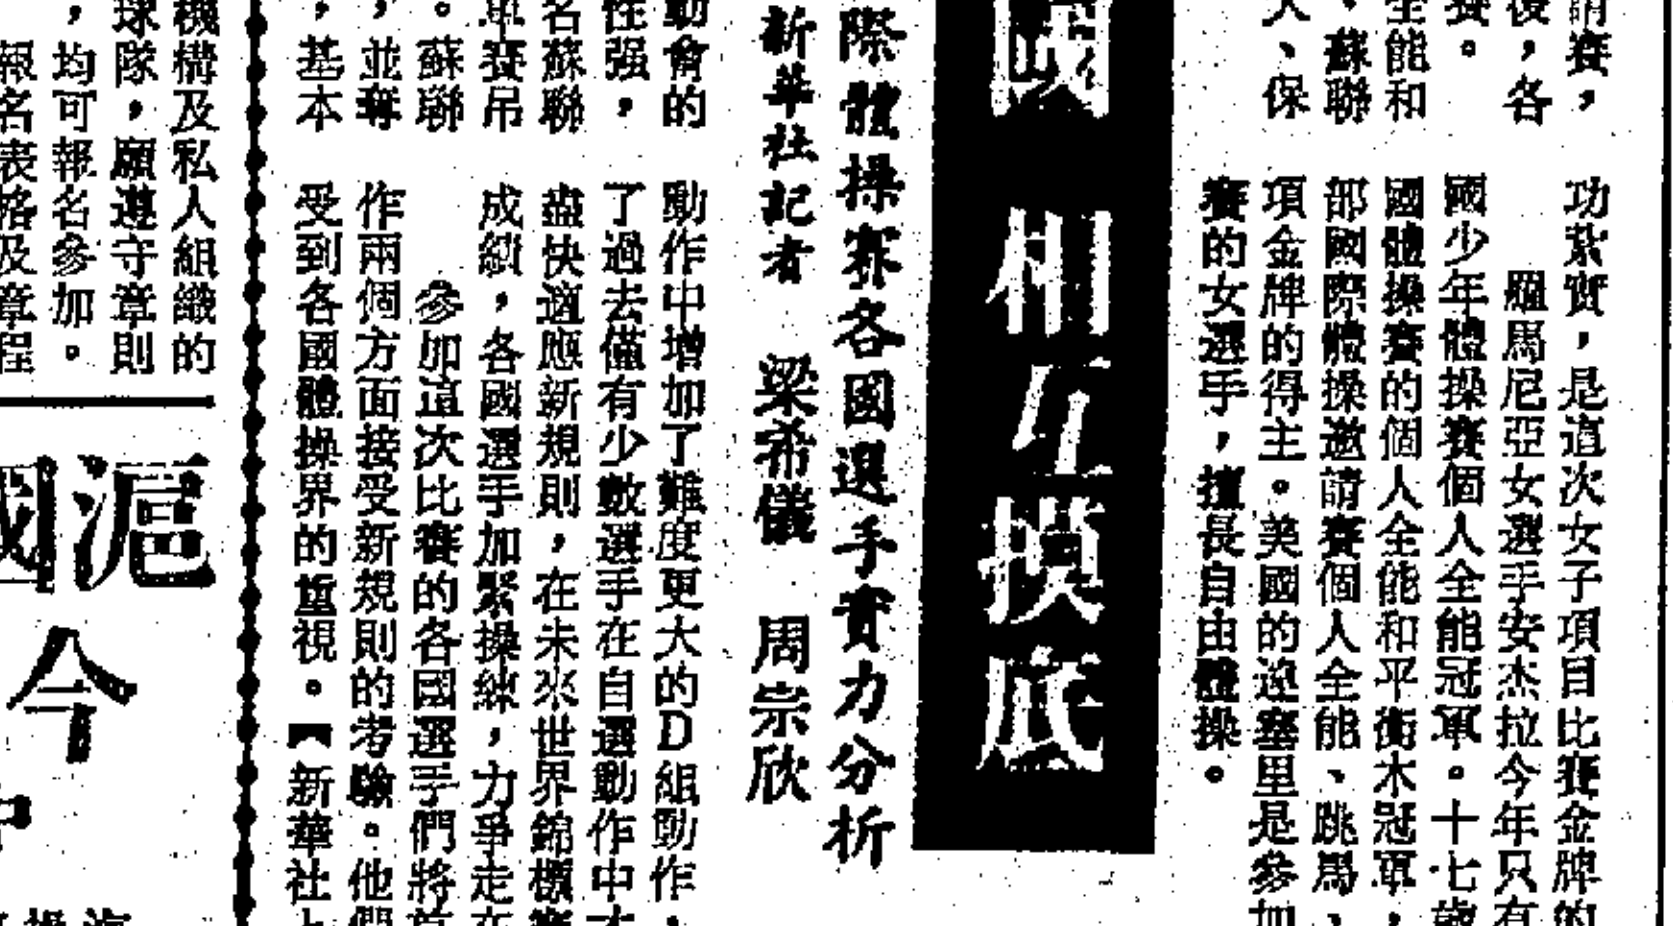 請賽，
後，各
賽。
全能和
、蘇聯
大、保
功紮實，是這次女子項目比賽金牌的
羅馬尼亞女選手安杰拉今年只有
國少年體操賽個人全能冠軍。十七歲
國體操賽的個人全能和平衡木冠軍，
部國際體操邀請賽個人全能、跳馬、
項金牌的得主。美國的邁塞里是參加
賽的女選手，擅長自由體操。
國相互摸底
際體操賽各國選手實力分析
新華社記者 梁希儀 周宗欣
動會的
性强，
名蘇聯
單賽吊
。蘇聯
，並奪
，基本
動作中增加了難度更大的D組動作，
了過去僅有少數選手在自選動作中才
盡快適應新規則，在未來世界錦標賽
成績，各國選手加緊操練，力爭走在
參加這次比賽的各國選手們將
作兩個方面接受新規則的考驗。他們
受到各國體操界的重視。【新華社上
機構及私人組織的
球隊，願遵守章則
，均可報名參加。
報名表格及章程
滬
國
今
中